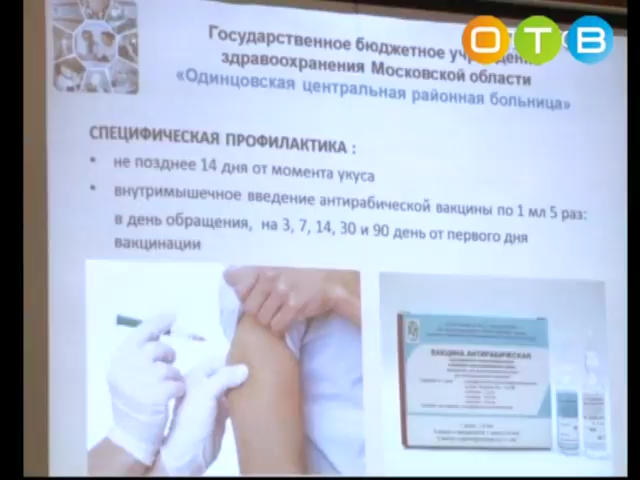 ОТВ
Государственное бюджетное
здравоохранения Московской области
«Одинцовская центральная районная больница»
СПЕЦИФИЧЕСКАЯ ПРОФИЛАКТИКА :
• не позднее 14 дня от момента укуса
• внутримышечное введение антирабической вакцины по 1 мл 5 раз:
в день обращения, на 3, 7, 14, 30 и 90 день от первого дня
вакцинации
ВАКЦИНА АНТИРАБИЧЕСКАЯ